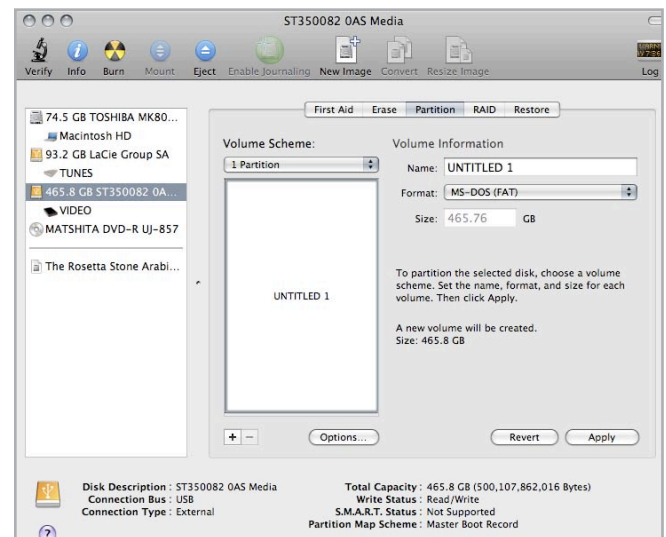 ST350082 0AS Media
Verify Info Burn Mount Eject Enable Journaling New Image Convert Resize Image Log
74.5 GB TOSHIBA MK80...
Macintosh HD
93.2 GB LaCie Group SA
TUNES
465.8 GB ST350082 0A...
VIDEO
MATSHITA DVD-R UJ-857
The Rosetta Stone Arabi...
First Aid Erase Partition RAID Restore
Volume Scheme:
1 Partition
UNTITLED 1
+ −
Options...
Volume Information
Name: UNTITLED 1
Format: MS-DOS (FAT)
Size: 465.76 GB
To partition the selected disk, choose a volume
scheme. Set the name, format, and size for each
volume. Then click Apply.
A new volume will be created.
Size: 465.8 GB
Revert Apply
Disk Description : ST350082 0AS Media
Connection Bus : USB
Connection Type : External
Total Capacity : 465.8 GB (500,107,862,016 Bytes)
Write Status : Read/Write
S.M.A.R.T. Status : Not Supported
Partition Map Scheme : Master Boot Record
?